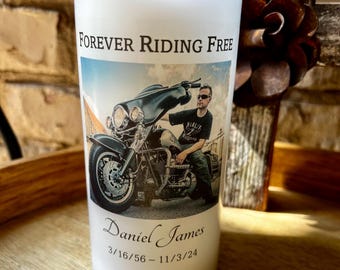 FOREVER RIDING FREE
Daniel James
3/16/56 – 11/3/24